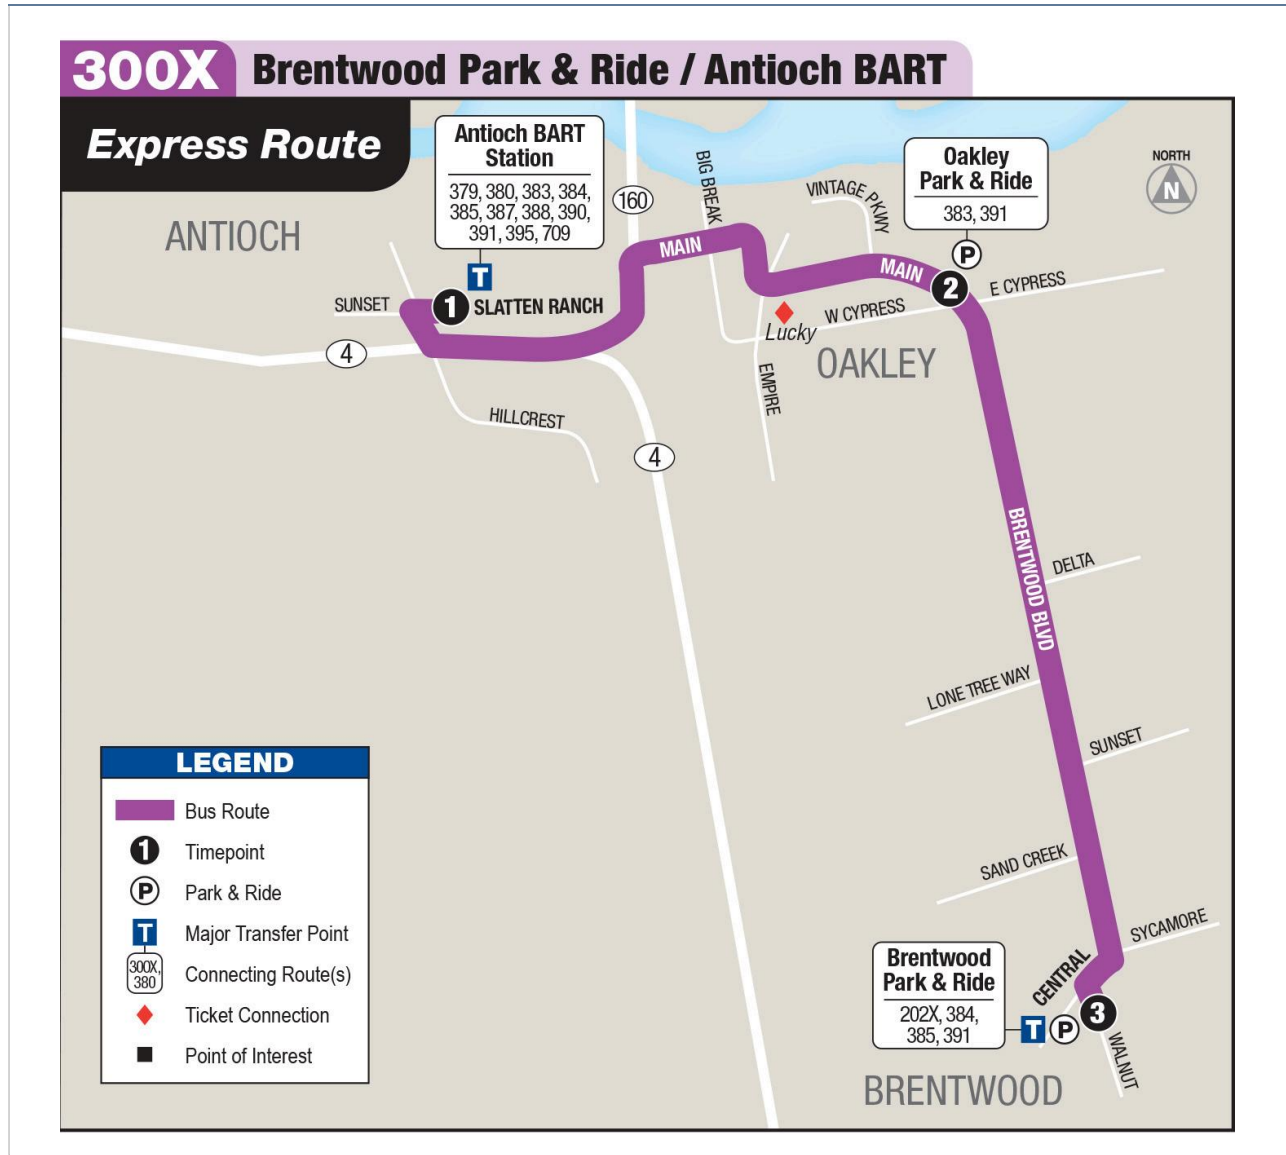 300X Brentwood Park & Ride / Antioch BART
Express Route
Antioch BART
Station
379, 380, 383, 384,
385, 387, 388, 390,
391, 395, 709
T
160
BIG BREAK
VINTAGE PKWY
Oakley
Park & Ride
383, 391
P
NORTH
N
ANTIOCH
MAIN
MAIN
2
E CYPRESS
SUNSET
1
SLATTEN RANCH
W CYPRESS
Lucky
OAKLEY
4
EMPIRE
HILLCREST
4
BRENTWOOD BLVD
DELTA
LONE TREE WAY
SUNSET
SAND CREEK
SYCAMORE
CENTRAL
Brentwood
Park & Ride
202X, 384,
385, 391
T
P
3
WALNUT
BRENTWOOD
LEGEND
Bus Route
1 Timepoint
P Park & Ride
T Major Transfer Point
300X,
380
Connecting Route(s)
Ticket Connection
Point of Interest